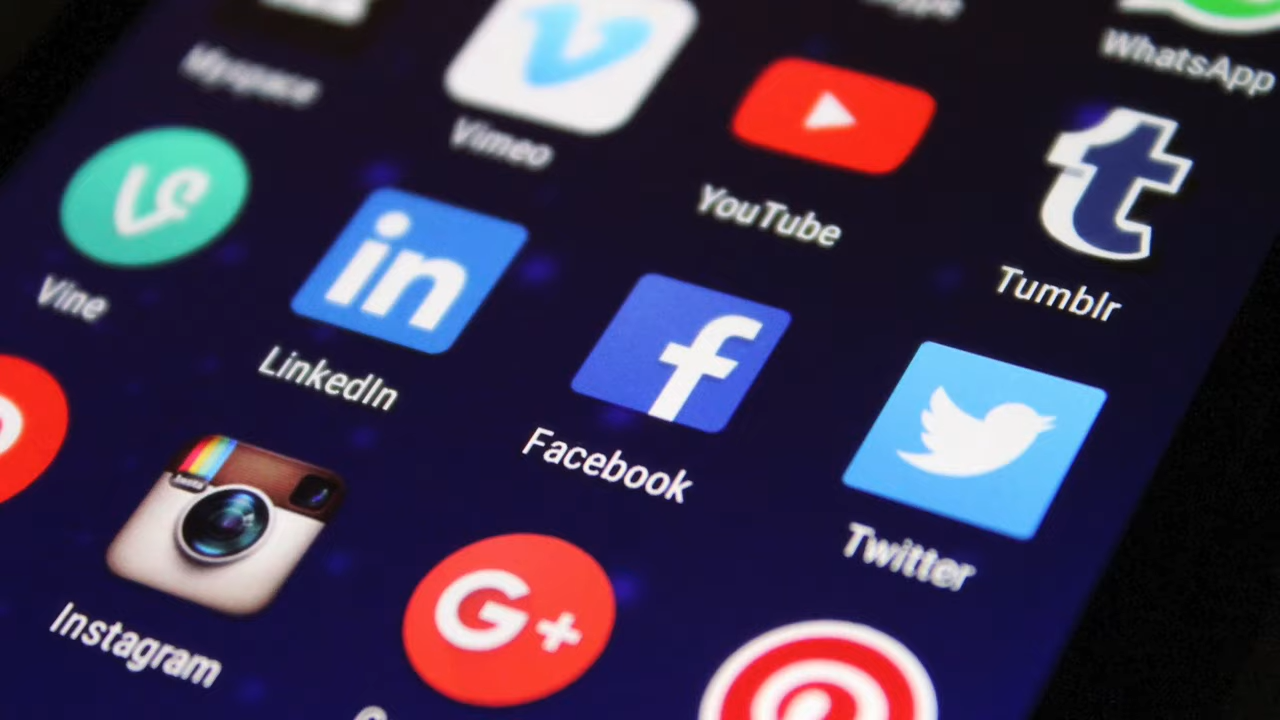 Myspace
Vimeo
YouTube
WhatsApp
Vine
LinkedIn
Facebook
Tumblr
Instagram
G+
Twitter